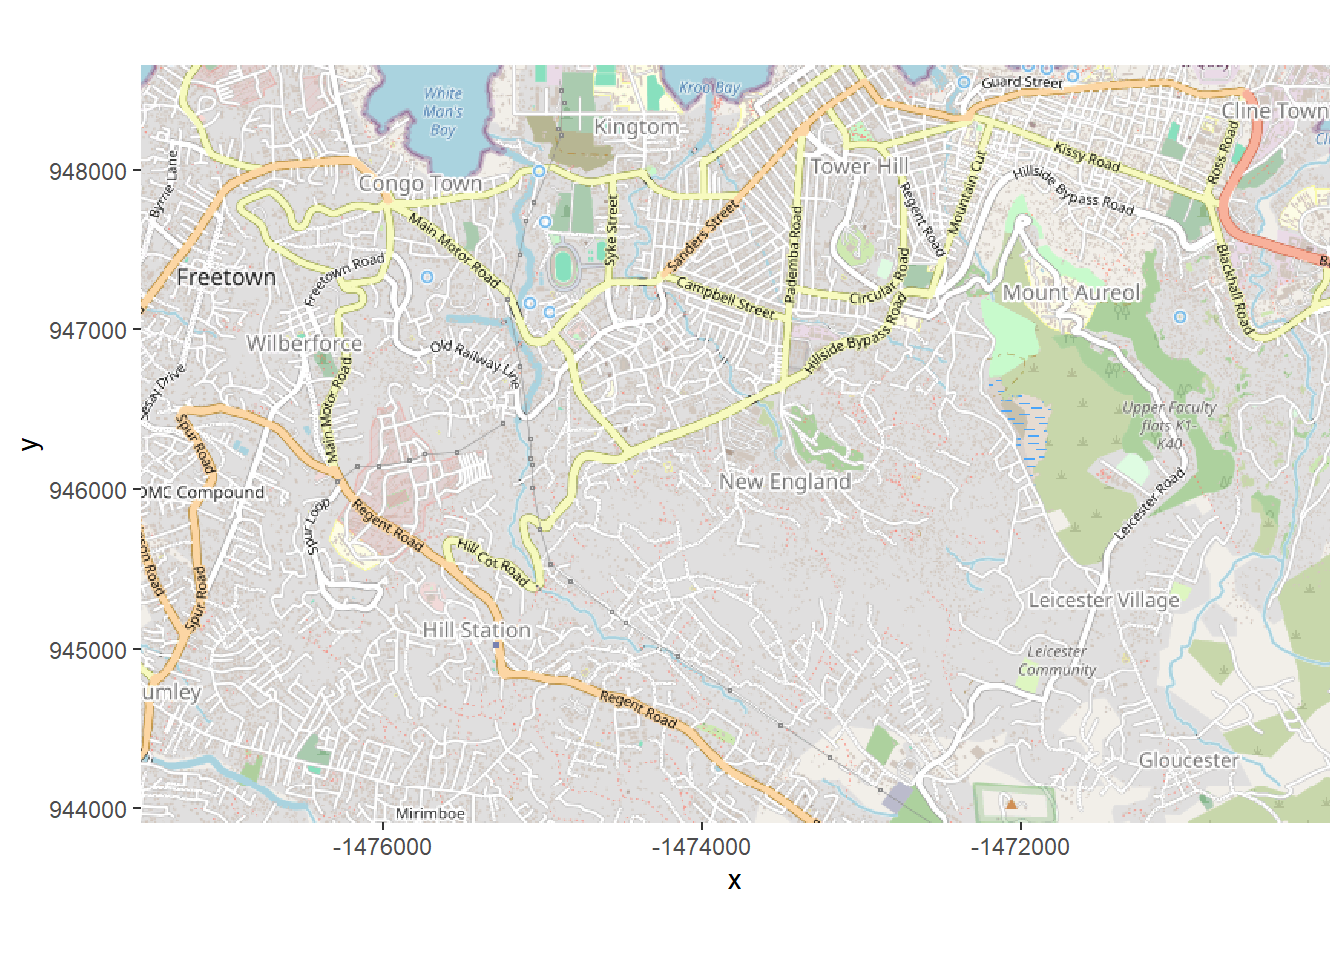 White
Man's
Bay
Kroo Bay
Guard Street
Cline Town
Kingtom
Tower Hill
Kissy Road
Ross Road
Byrne Lane
Congo Town
Hillside Bypass Road
Regent Road
Mountain Cut
Main Motor Road
Syke Street
Sanders Street
Pademba Road
Freetown
Freetown Road
Campbell Street
Circular Road
Mount Aureol
Blackhall Road
Wilberforce
Old Railway Line
Hillside Bypass Road
Main Motor Road
Upper Faculty
flats K1-
K40
Spur Road
New England
OMC Compound
Leicester Road
Spur Loop
Regent Road
Hill Cot Road
Spur Road
Leicester Village
Hill Station
Leicester
Community
umley
Regent Road
Gloucester
Mirimboe
948000
947000
946000
945000
944000
y
-1476000
-1474000
-1472000
x